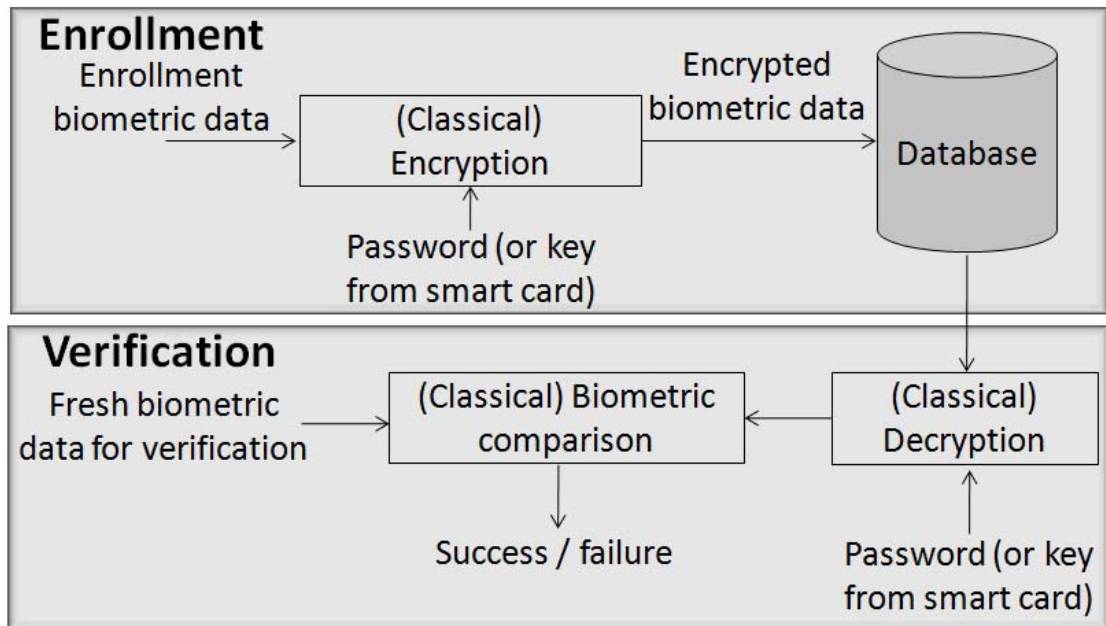 Enrollment
Enrollment
biometric data
(Classical)
Encryption
Password (or key
from smart card)
Encrypted
biometric data
Database
Verification
Fresh biometric
data for verification
(Classical) Biometric
comparison
Success / failure
(Classical)
Decryption
Password (or key
from smart card)